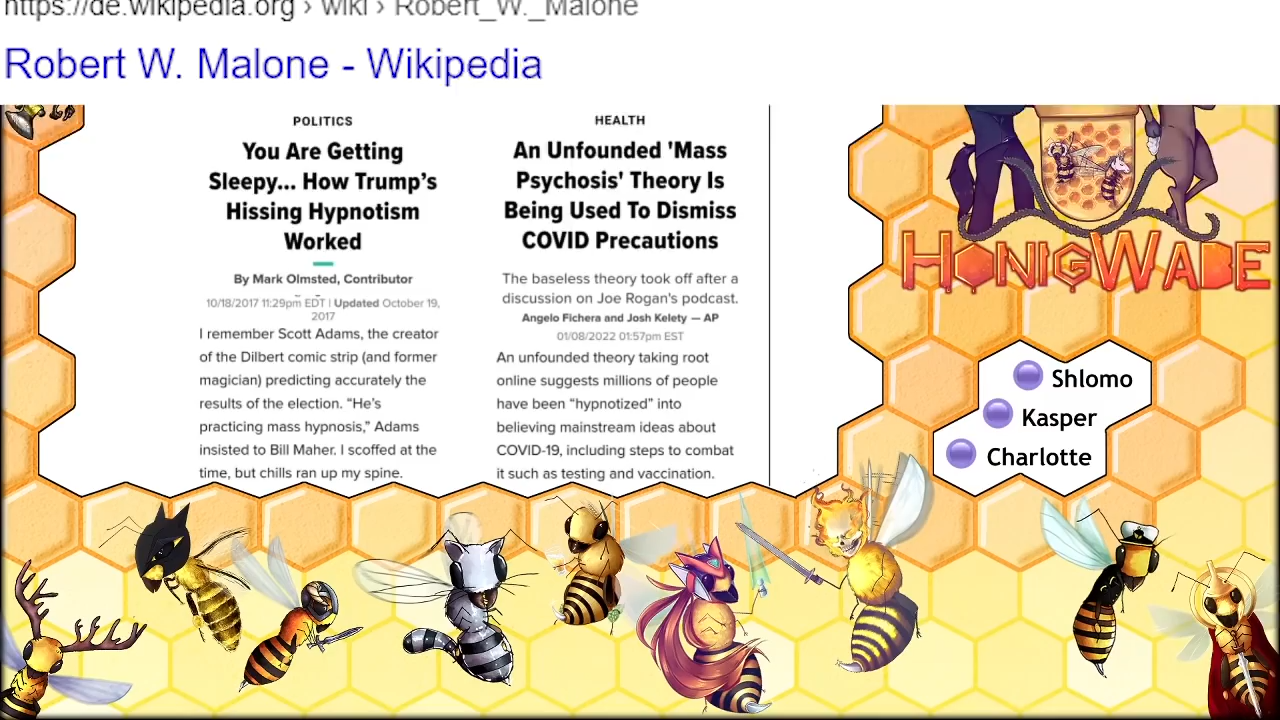 https://de.wikipedia.org › wiki › Robert_W._Malone
Robert W. Malone - Wikipedia
POLITICS
You Are Getting
Sleepy... How Trump's
Hissing Hypnotism
Worked
By Mark Olmsted, Contributor
10/18/2017 11:29pm EDT | Updated October 19,
2017
I remember Scott Adams, the creator
of the Dilbert comic strip (and former
magician) predicting accurately the
results of the election. “He’s
practicing mass hypnosis,” Adams
insisted to Bill Maher. I scoffed at the
time, but chills ran up my spine.
HEALTH
An Unfounded 'Mass
Psychosis' Theory Is
Being Used To Dismiss
COVID Precautions
The baseless theory took off after a
discussion on Joe Rogan's podcast.
Angelo Fichera and Josh Kelety — AP
01/08/2022 01:57pm EST
An unfounded theory taking root
online suggests millions of people
have been “hypnotized” into
believing mainstream ideas about
COVID-19, including steps to combat
it such as testing and vaccination.
HONIGWABE
Shlomo
Kasper
Charlotte